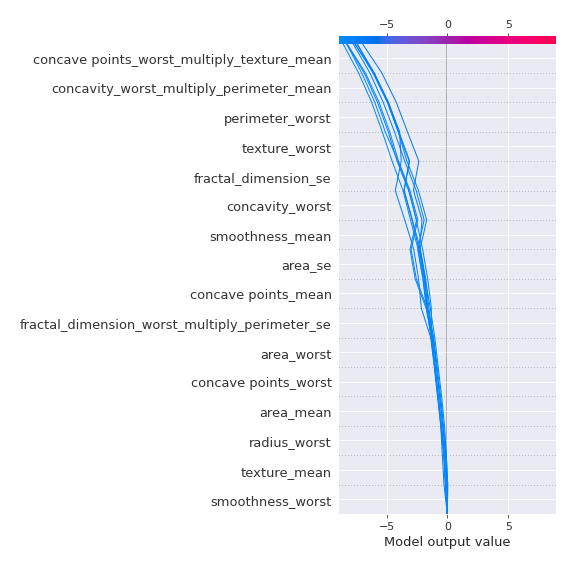 −5 0 5
concave points_worst_multiply_texture_mean
concavity_worst_multiply_perimeter_mean
perimeter_worst
texture_worst
fractal_dimension_se
concavity_worst
smoothness_mean
area_se
concave points_mean
fractal_dimension_worst_multiply_perimeter_se
area_worst
concave points_worst
area_mean
radius_worst
texture_mean
smoothness_worst
−5 0 5
Model output value